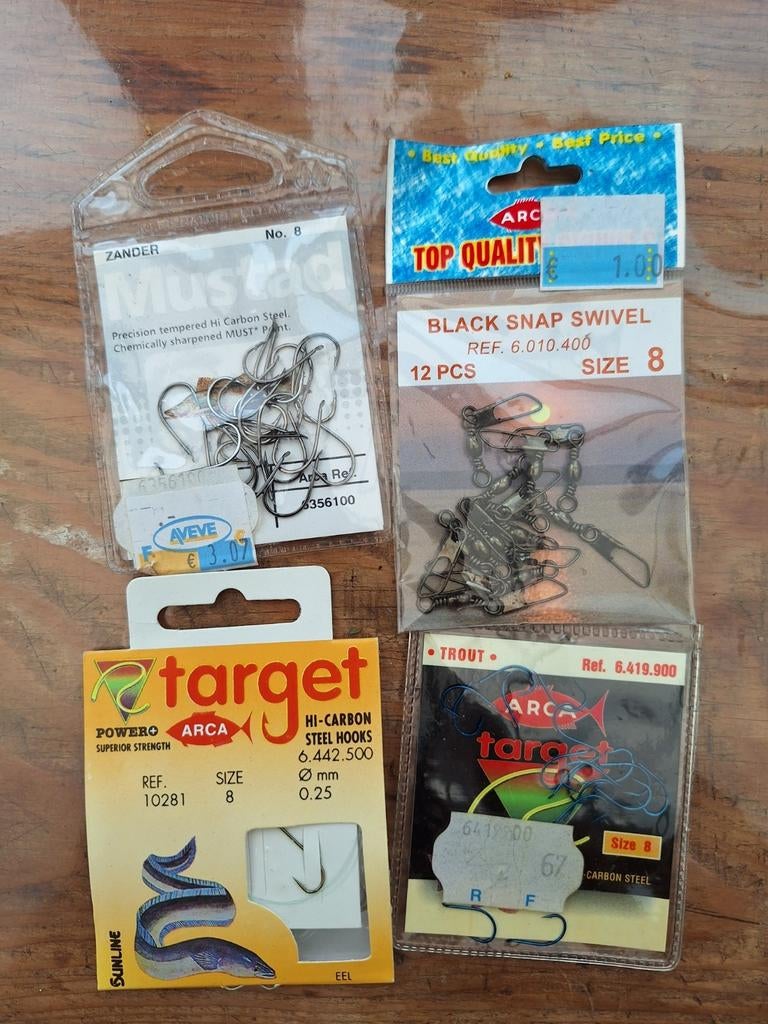 ZANDER
No. 8
Mustad
Precision tempered Hi Carbon Steel.
Chemically sharpened MUST* Point.
Arca Ref.
6356100
6356100
AVEVE
€ 3.07
• Best Quality • Best Price •
ARCA
TOP QUALITY
€ 1.00
BLACK SNAP SWIVEL
REF. 6.010.400
12 PCS
SIZE 8
target
POWER+
SUPERIOR STRENGTH
ARCA
HI-CARBON
STEEL HOOKS
6.442.500
REF.
10281
SIZE
8
Ø mm
0.25
SUNLINE
EEL
• TROUT •
Ref. 6.419.900
ARCA
target
67
Size 8
-CARBON STEEL
R F